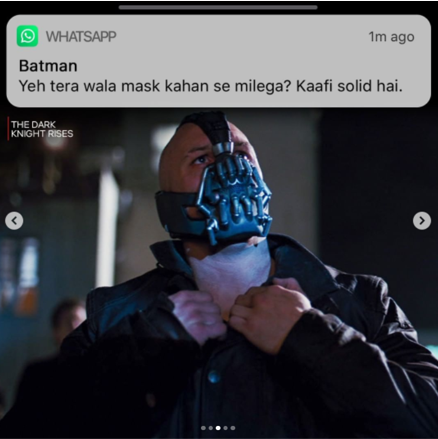 WHATSAPP
1m ago
Batman
Yeh tera wala mask kahan se milega? Kaafi solid hai.
THE DARK
KNIGHT RISES